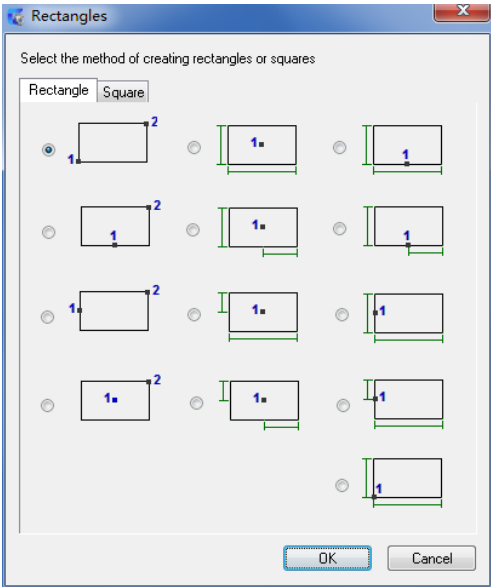 Rectangles
Select the method of creating rectangles or squares
Rectangle Square
1 2 1 1
1 2 1 1
1 2 1 1
1 2 1 1
1
OK Cancel